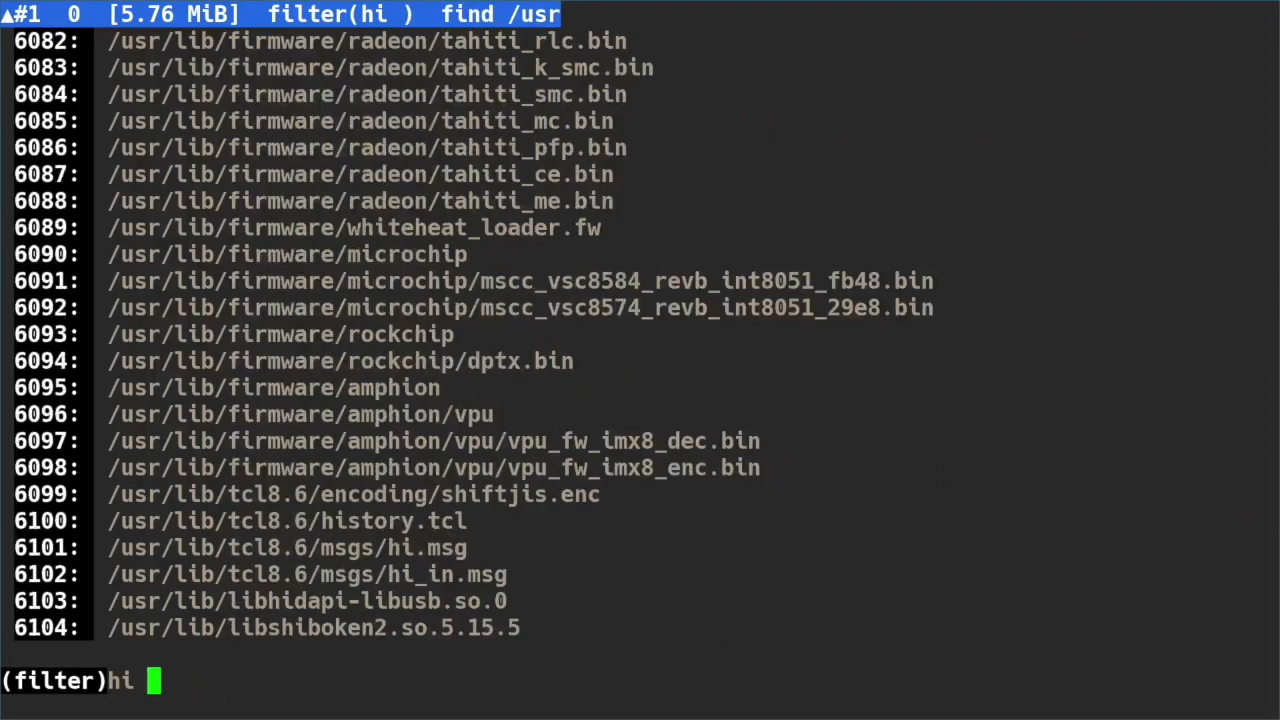 ▲#1  0  [5.76 MiB]  filter(hi )  find /usr
6082:  /usr/lib/firmware/radeon/tahiti_rlc.bin
6083:  /usr/lib/firmware/radeon/tahiti_k_smc.bin
6084:  /usr/lib/firmware/radeon/tahiti_smc.bin
6085:  /usr/lib/firmware/radeon/tahiti_mc.bin
6086:  /usr/lib/firmware/radeon/tahiti_pfp.bin
6087:  /usr/lib/firmware/radeon/tahiti_ce.bin
6088:  /usr/lib/firmware/radeon/tahiti_me.bin
6089:  /usr/lib/firmware/whiteheat_loader.fw
6090:  /usr/lib/firmware/microchip
6091:  /usr/lib/firmware/microchip/mscc_vsc8584_revb_int8051_fb48.bin
6092:  /usr/lib/firmware/microchip/mscc_vsc8574_revb_int8051_29e8.bin
6093:  /usr/lib/firmware/rockchip
6094:  /usr/lib/firmware/rockchip/dptx.bin
6095:  /usr/lib/firmware/amphion
6096:  /usr/lib/firmware/amphion/vpu
6097:  /usr/lib/firmware/amphion/vpu/vpu_fw_imx8_dec.bin
6098:  /usr/lib/firmware/amphion/vpu/vpu_fw_imx8_enc.bin
6099:  /usr/lib/tcl8.6/encoding/shiftjis.enc
6100:  /usr/lib/tcl8.6/history.tcl
6101:  /usr/lib/tcl8.6/msgs/hi.msg
6102:  /usr/lib/tcl8.6/msgs/hi_in.msg
6103:  /usr/lib/libhidapi-libusb.so.0
6104:  /usr/lib/libshiboken2.so.5.15.5
(filter)hi